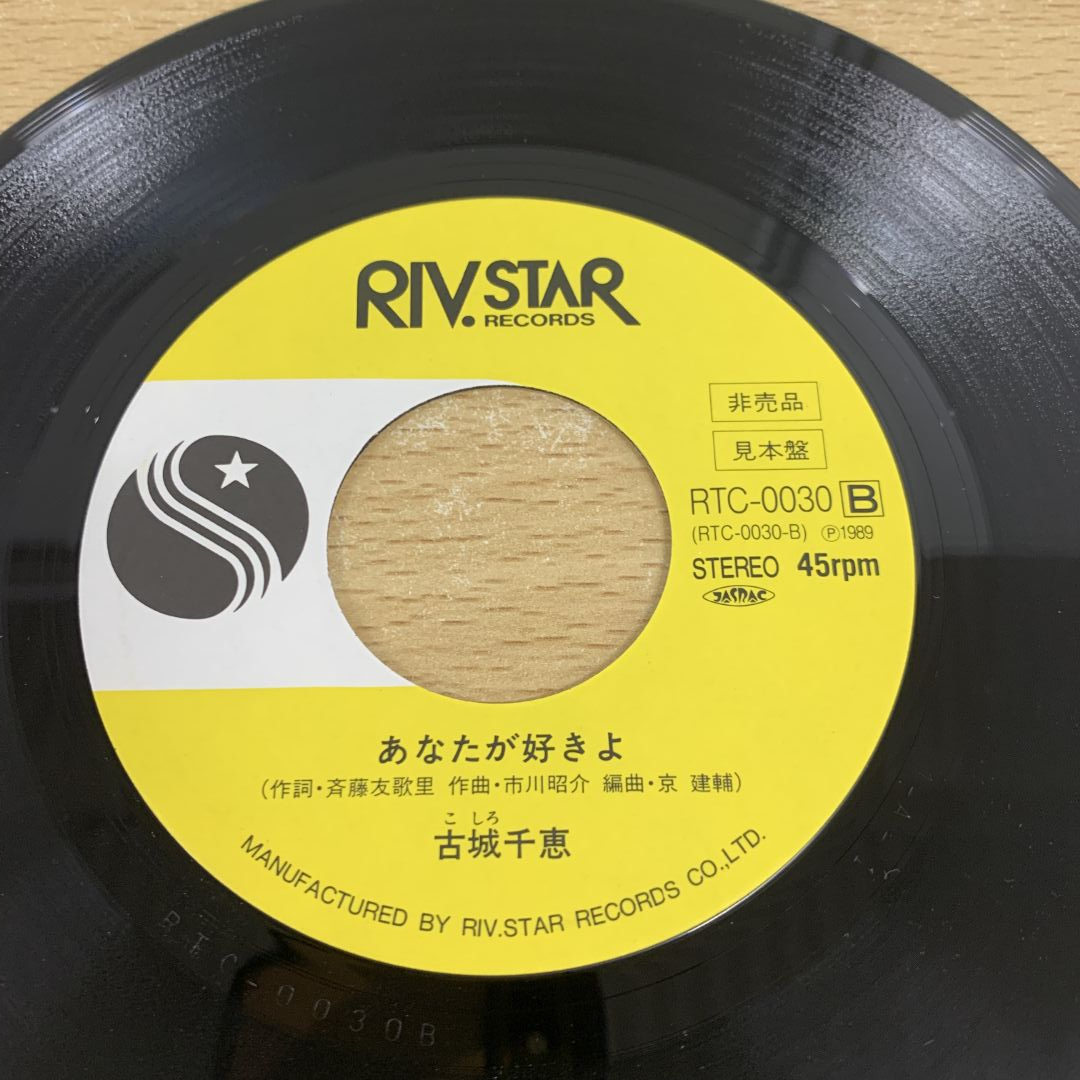 RIV.STAR
RECORDS
非売品
見本盤
RTC-0030 B
(RTC-0030-B) Ⓟ1989
STEREO 45rpm
JASRAC
あなたが好きよ
(作詞・斉藤友歌里 作曲・市川昭介 編曲・京 建輔)
こ しろ
古城千恵
MANUFACTURED BY RIV.STAR RECORDS CO.,LTD.
RTC-0030B